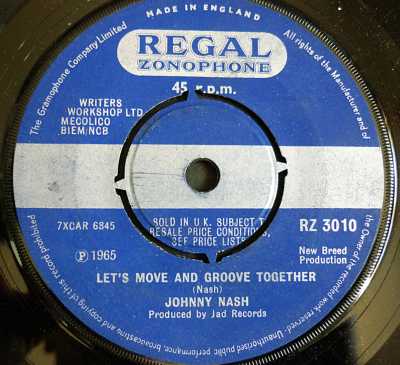 MADE IN ENGLAND
REGAL
ZONOPHONE
45 r.p.m.
The Gramophone Company Limited
All rights of the Manufacturer and of
the Owner of the recorded work reserved
Unauthorised public performance, broadcasting and copying of this record prohibited
WRITERS
WORKSHOP LTD
MECOLICO
BIEM/NCB
7XCAR 6845
SOLD IN U.K. SUBJECT T
RESALE PRICE CONDITIONS,
SEE PRICE LISTS
RZ 3010
New Breed
Production
Ⓟ 1965
LET'S MOVE AND GROOVE TOGETHER
(Nash)
JOHNNY NASH
Produced by Jad Records